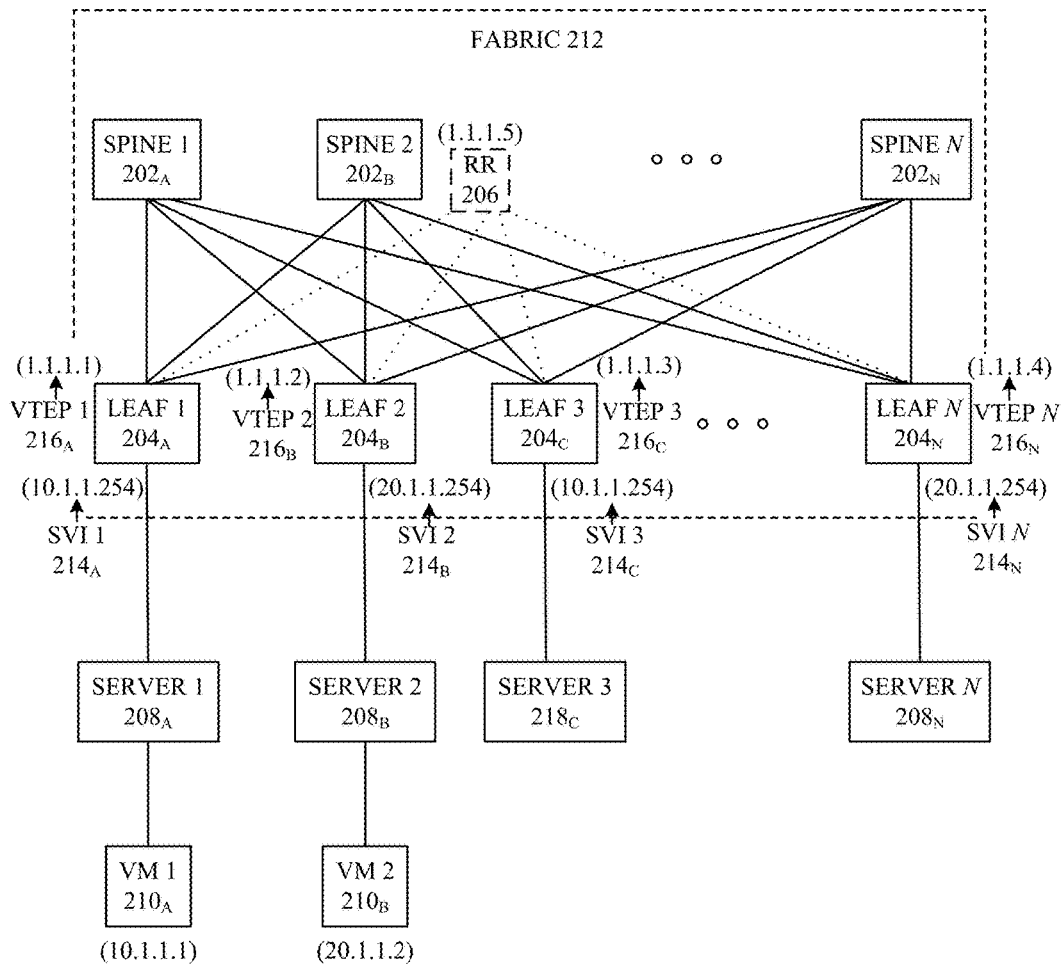 FABRIC 212
SPINE 1
202A
SPINE 2
202B
(1.1.1.5)
RR
206
SPINE N
202N
(1.1.1.1)
VTEP 1
216A
LEAF 1
204A
(1.1.1.2)
VTEP 2
216B
LEAF 2
204B
LEAF 3
204C
(1.1.1.3)
VTEP 3
216C
LEAF N
204N
(1.1.1.4)
VTEP N
216N
(10.1.1.254)
SVI 1
214A
(20.1.1.254)
SVI 2
214B
(10.1.1.254)
SVI 3
214C
(20.1.1.254)
SVI N
214N
SERVER 1
208A
SERVER 2
208B
SERVER 3
218C
SERVER N
208N
VM 1
210A
(10.1.1.1)
VM 2
210B
(20.1.1.2)